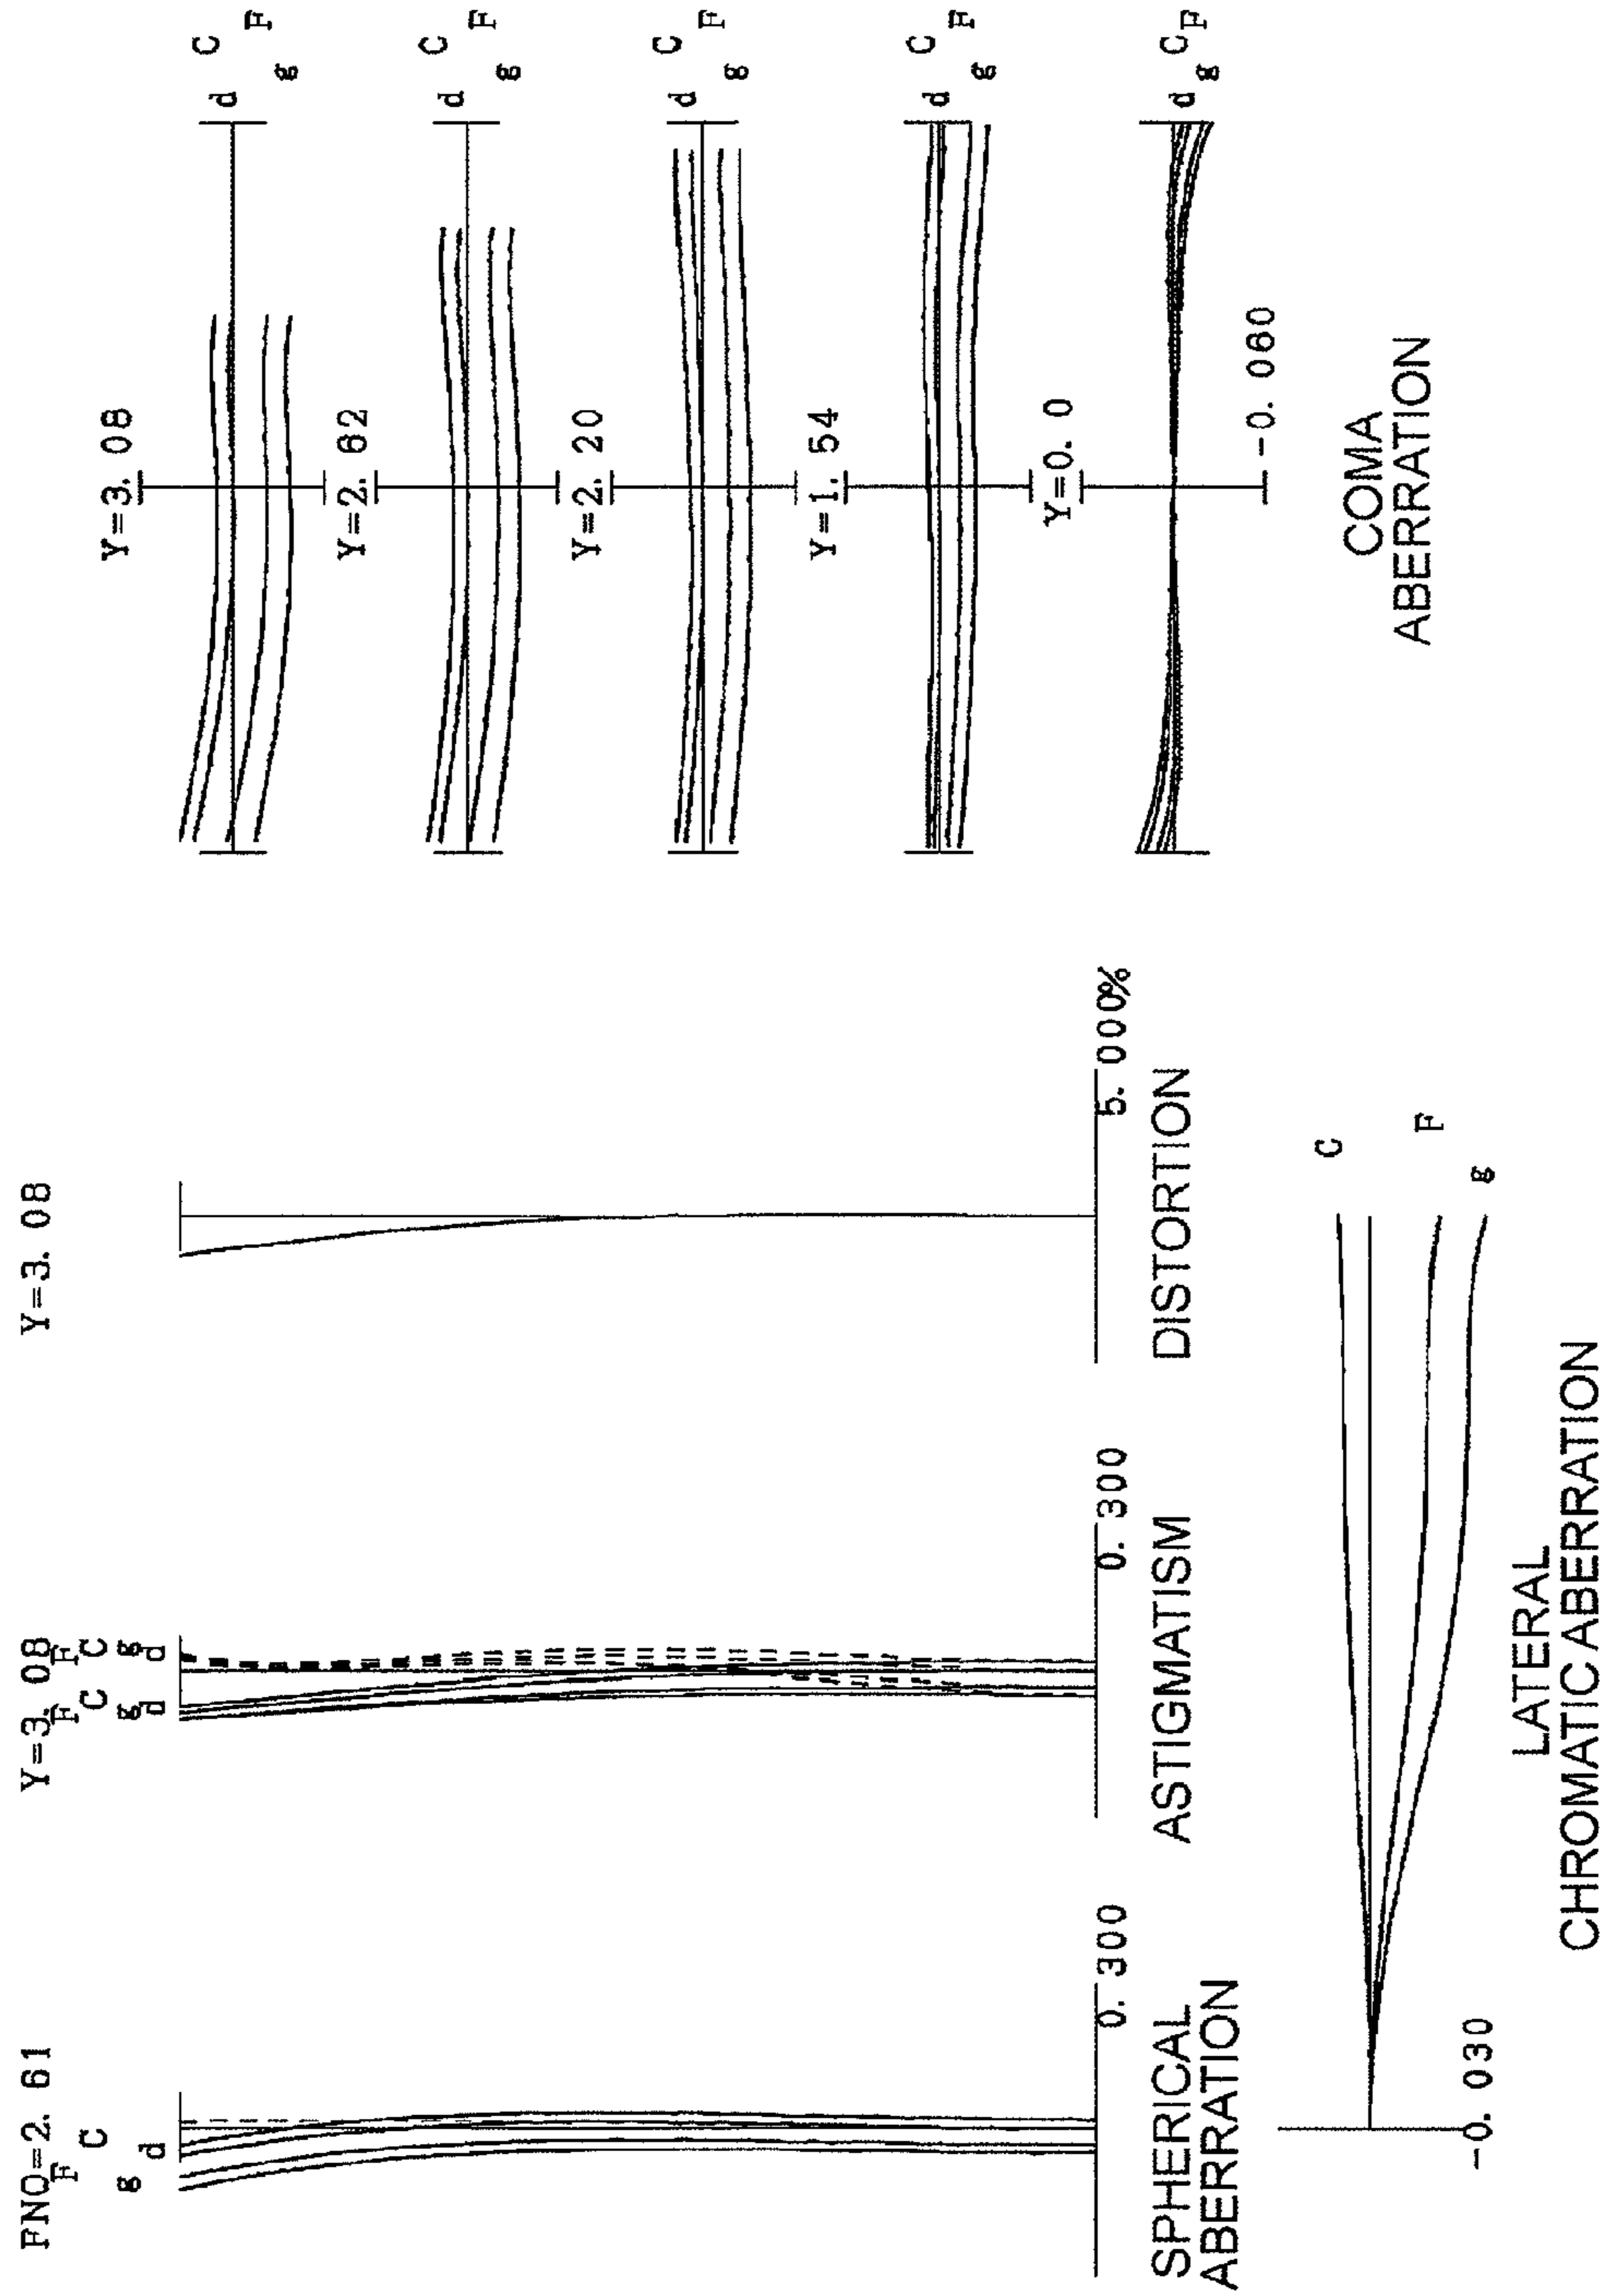 FNO=2. 61
F
C
g
d
0. 300
SPHERICAL
ABERRATION
Y=3. 08
F
C
g
d
F
C
g
d
0. 300
ASTIGMATISM
Y=3. 08
5. 000%
DISTORTION
C
F
g
-0. 030
LATERAL
CHROMATIC ABERRATION
Y=3. 08
d g C F
Y=2. 62
d g C F
Y=2. 20
d g C F
Y=1. 54
d g C F
Y=0. 0
d g C F
-0. 060
COMA
ABERRATION